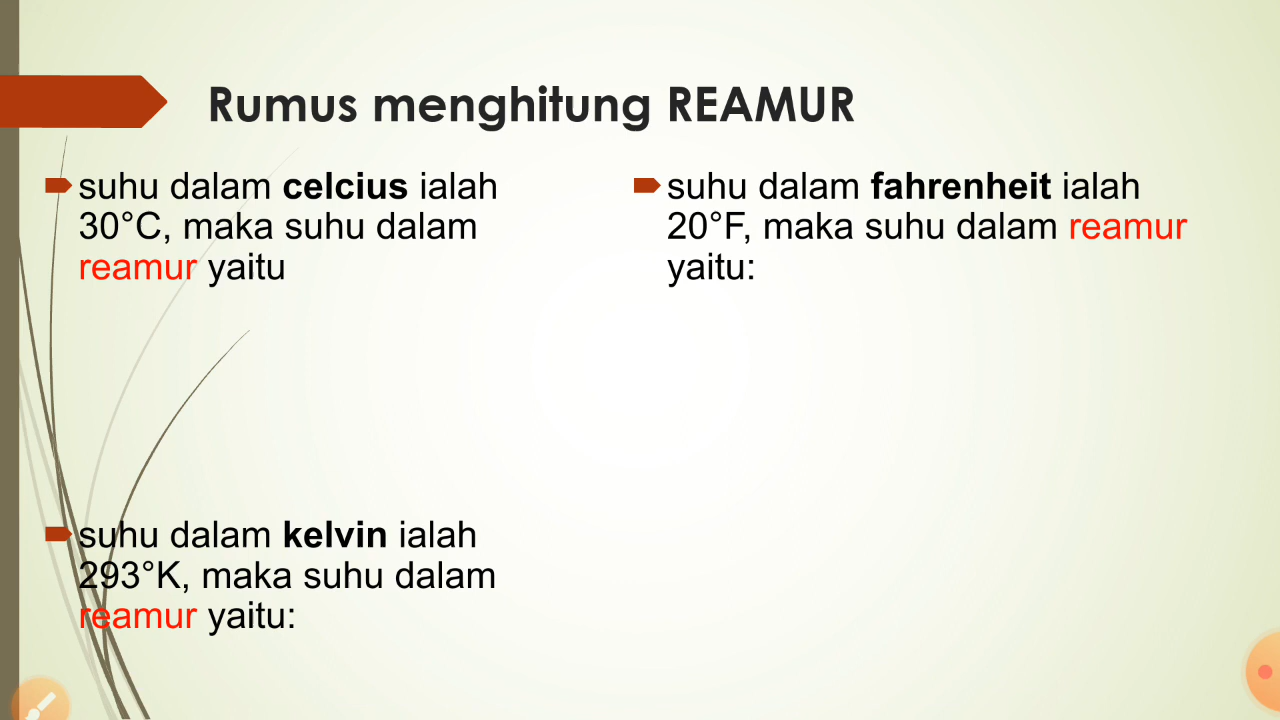 Rumus menghitung REAMUR
suhu dalam celcius ialah
30°C, maka suhu dalam
reamur yaitu
suhu dalam kelvin ialah
293°K, maka suhu dalam
reamur yaitu:
suhu dalam fahrenheit ialah
20°F, maka suhu dalam reamur
yaitu: